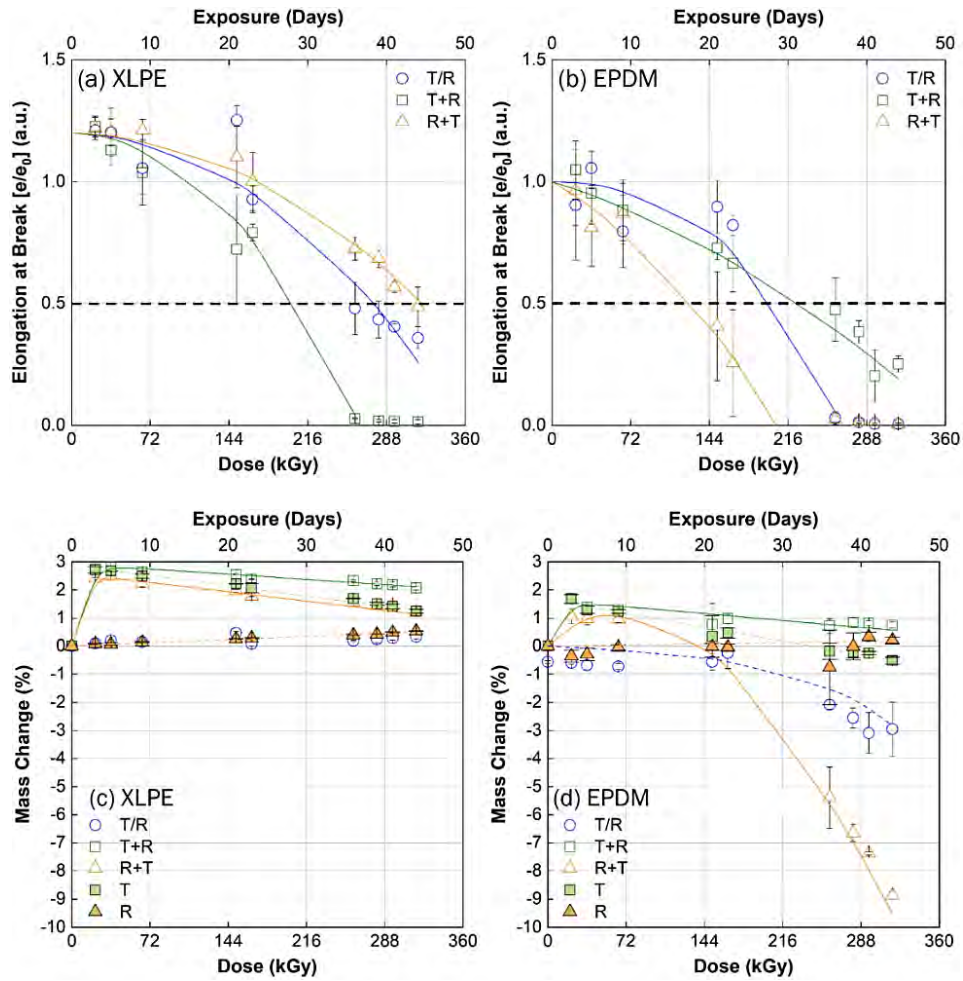 Exposure (Days)
0 10 20 30 40 50
(a) XLPE
T/R
T+R
R+T
Elongation at Break [e/e0] (a.u.)
1.5
1.0
0.5
0.0
0 72 144 216 288 360
Dose (kGy)
Exposure (Days)
0 10 20 30 40 50
(b) EPDM
T/R
T+R
R+T
Elongation at Break [e/e0] (a.u.)
1.5
1.0
0.5
0.0
0 72 144 216 288 360
Dose (kGy)
Exposure (Days)
0 10 20 30 40 50
Mass Change (%)
3
2
1
0
-1
-2
-3
-4
-5
-6
-7
-8
-9
-10
(c) XLPE
T/R
T+R
R+T
T
R
0 72 144 216 288 360
Dose (kGy)
Exposure (Days)
0 10 20 30 40 50
Mass Change (%)
3
2
1
0
-1
-2
-3
-4
-5
-6
-7
-8
-9
-10
(d) EPDM
T/R
T+R
R+T
T
R
0 72 144 216 288 360
Dose (kGy)